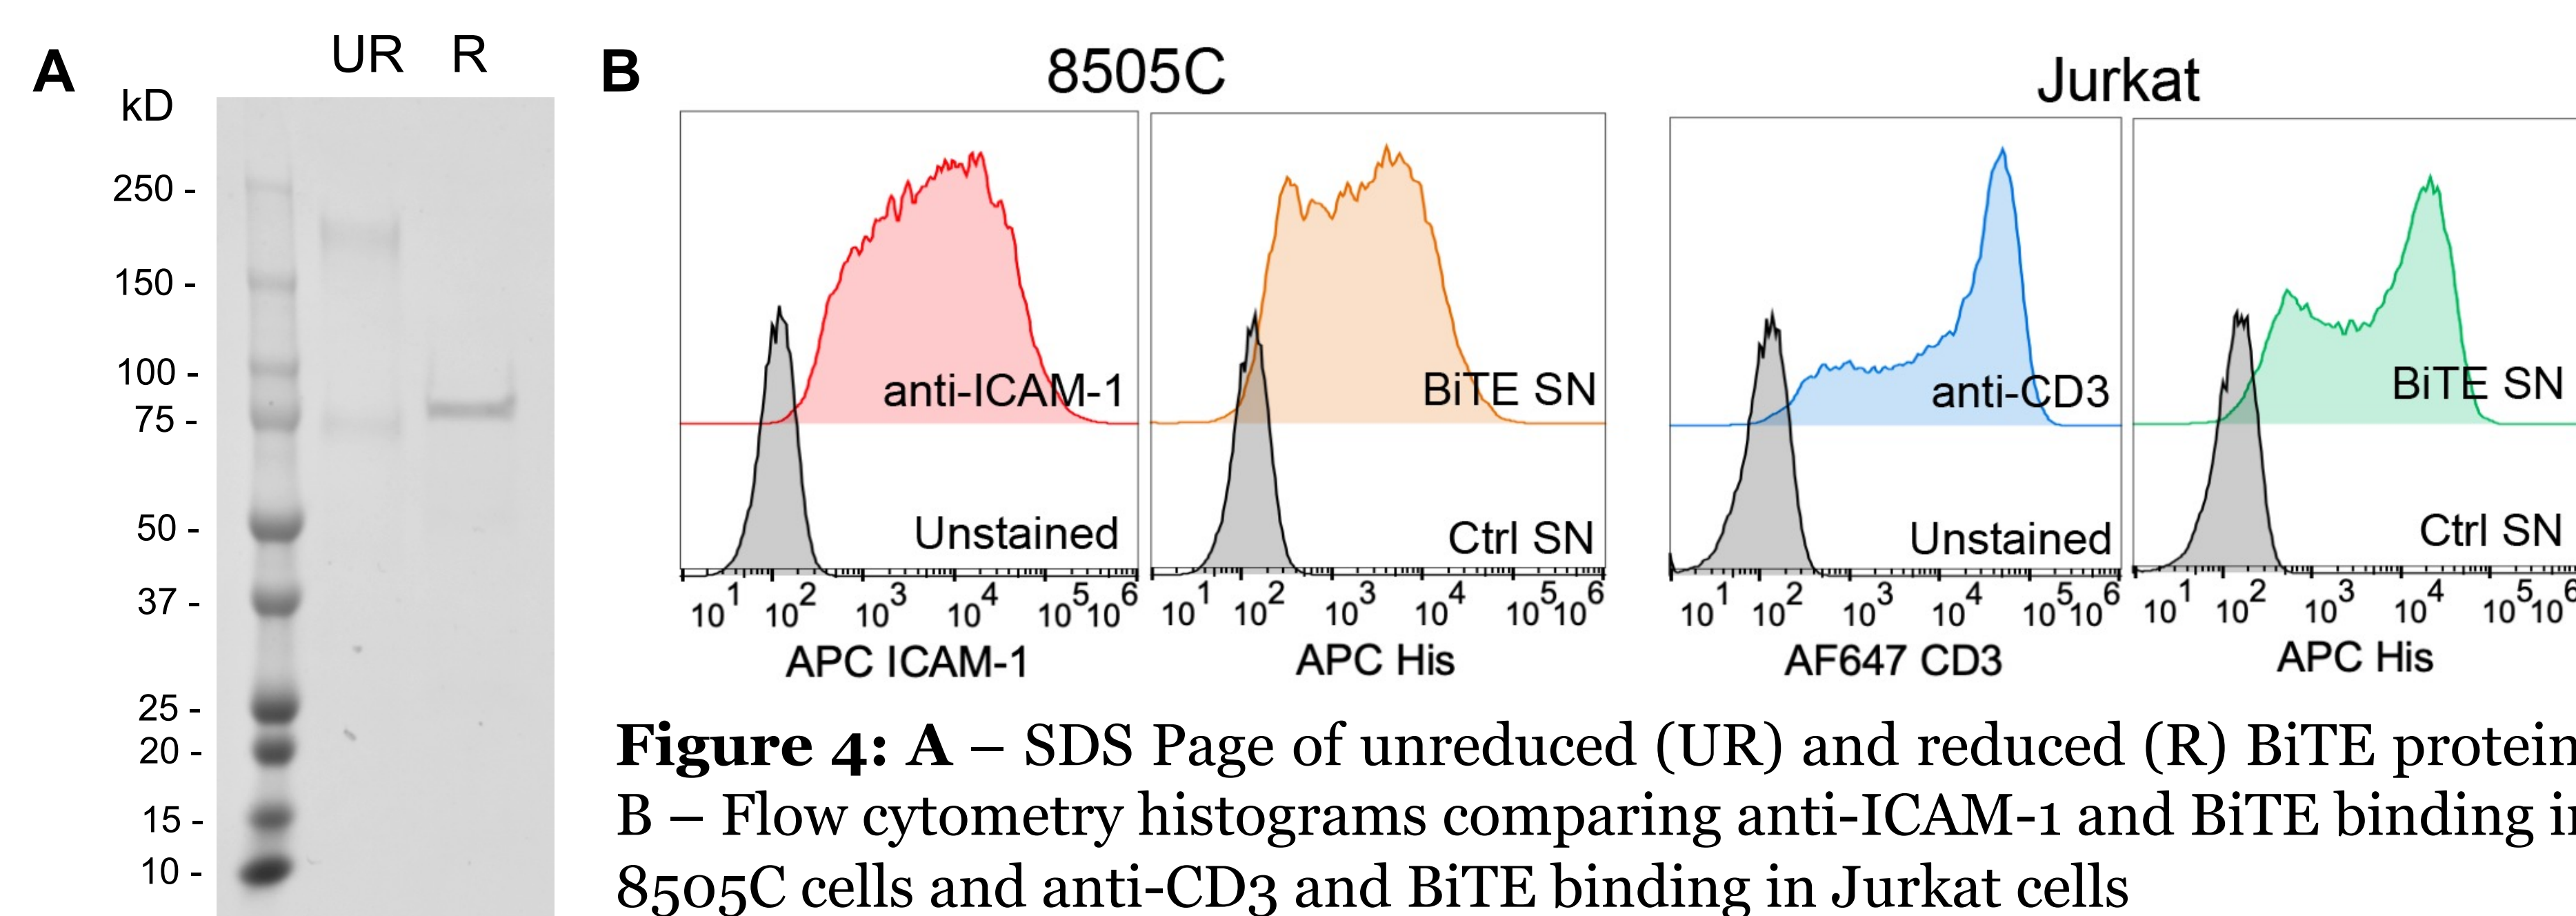 A
UR R
kD
250 -
150 -
100 -
75 -
50 -
37 -
25 -
20 -
15 -
10 -
B
8505C
anti-ICAM-1
Unstained
10^1 10^2 10^3 10^4 10^5 10^6
APC ICAM-1
BiTE SN
Ctrl SN
10^1 10^2 10^3 10^4 10^5 10^6
APC His
Jurkat
anti-CD3
Unstained
10^1 10^2 10^3 10^4 10^5 10^6
AF647 CD3
BiTE SN
Ctrl SN
10^1 10^2 10^3 10^4 10^5 10^6
APC His
Figure 4: A – SDS Page of unreduced (UR) and reduced (R) BiTE protein
B – Flow cytometry histograms comparing anti-ICAM-1 and BiTE binding in
8505C cells and anti-CD3 and BiTE binding in Jurkat cells